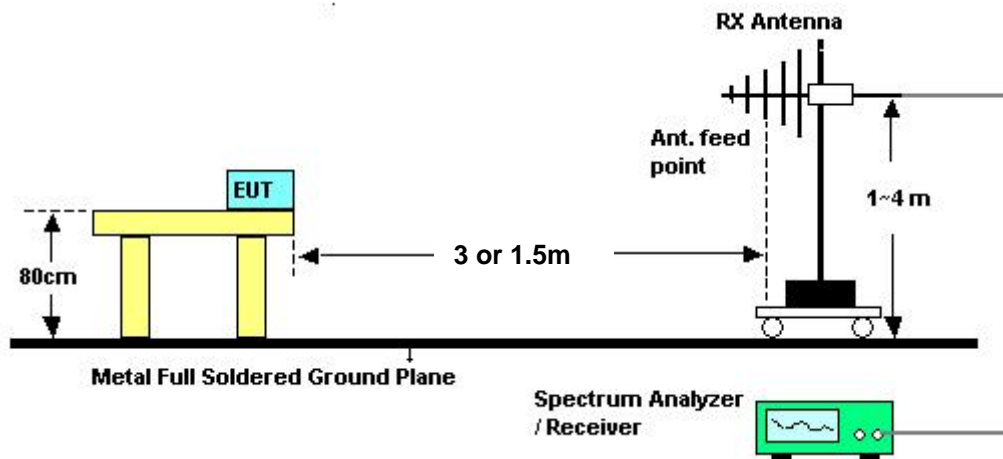 RX Antenna
Ant. feed
point
EUT
1~4 m
3 or 1.5m
80cm
Metal Full Soldered Ground Plane
Spectrum Analyzer
/ Receiver